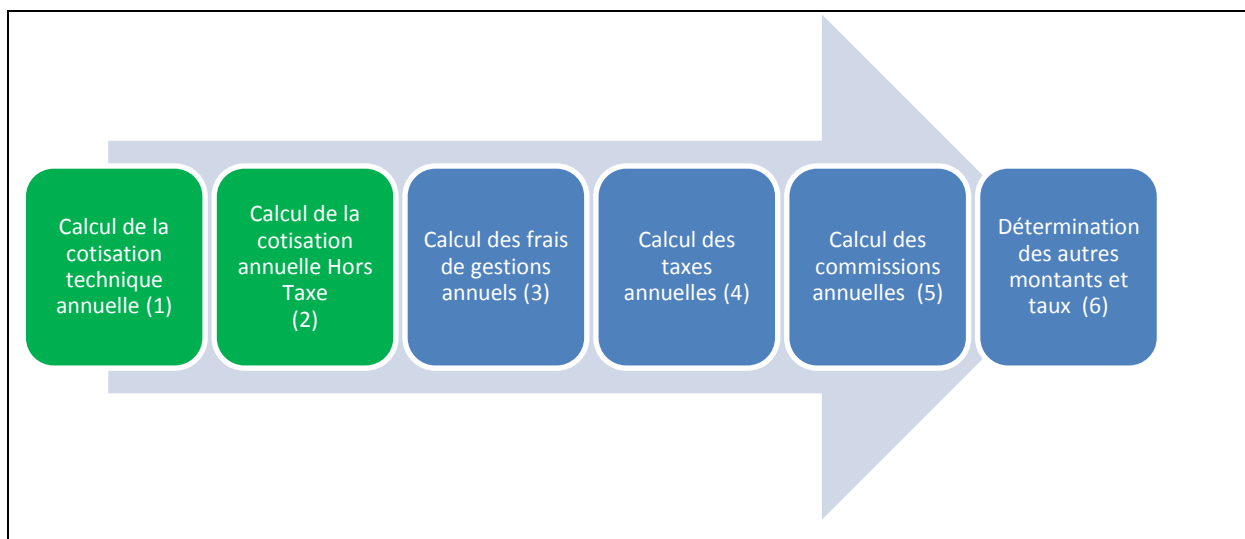 Calcul de la
cotisation
technique
annuelle (1)
Calcul de la
cotisation
annuelle Hors
Taxe
(2)
Calcul des frais
de gestions
annuels (3)
Calcul des
taxes
annuelles (4)
Calcul des
commissions
annuelles (5)
Détermination
des autres
montants et
taux (6)